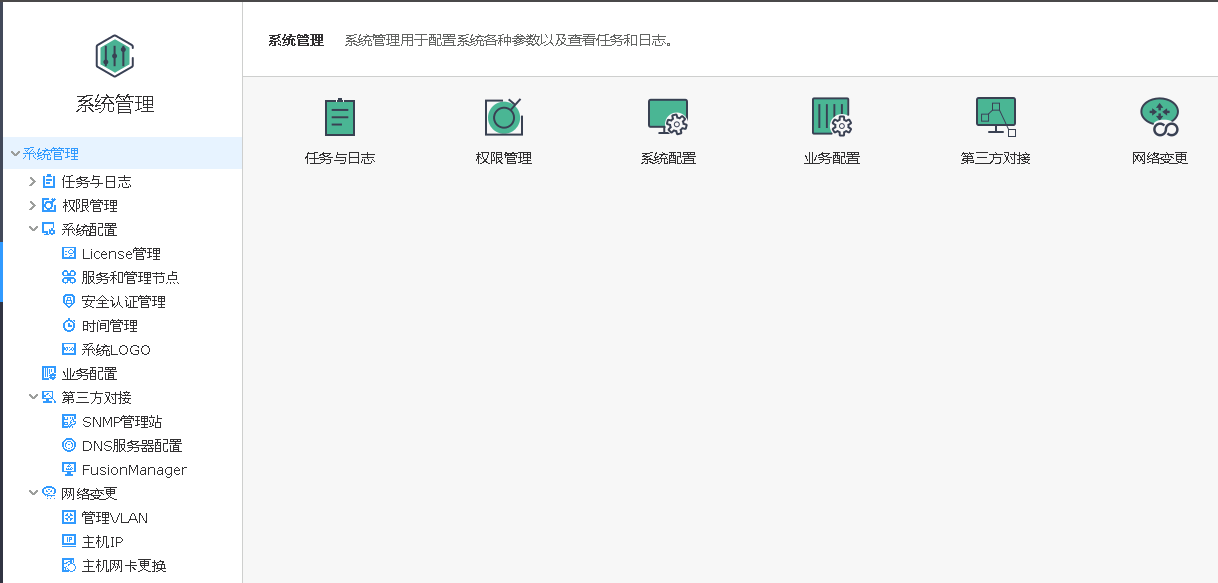 系统管理
系统管理
任务与日志
权限管理
系统配置
License管理
服务和管理节点
安全认证管理
时间管理
系统LOGO
业务配置
第三方对接
SNMP管理站
DNS服务器配置
FusionManager
网络变更
管理VLAN
主机IP
主机网卡更换
系统管理 系统管理用于配置系统各种参数以及查看任务和日志。
任务与日志 权限管理 系统配置 业务配置 第三方对接 网络变更